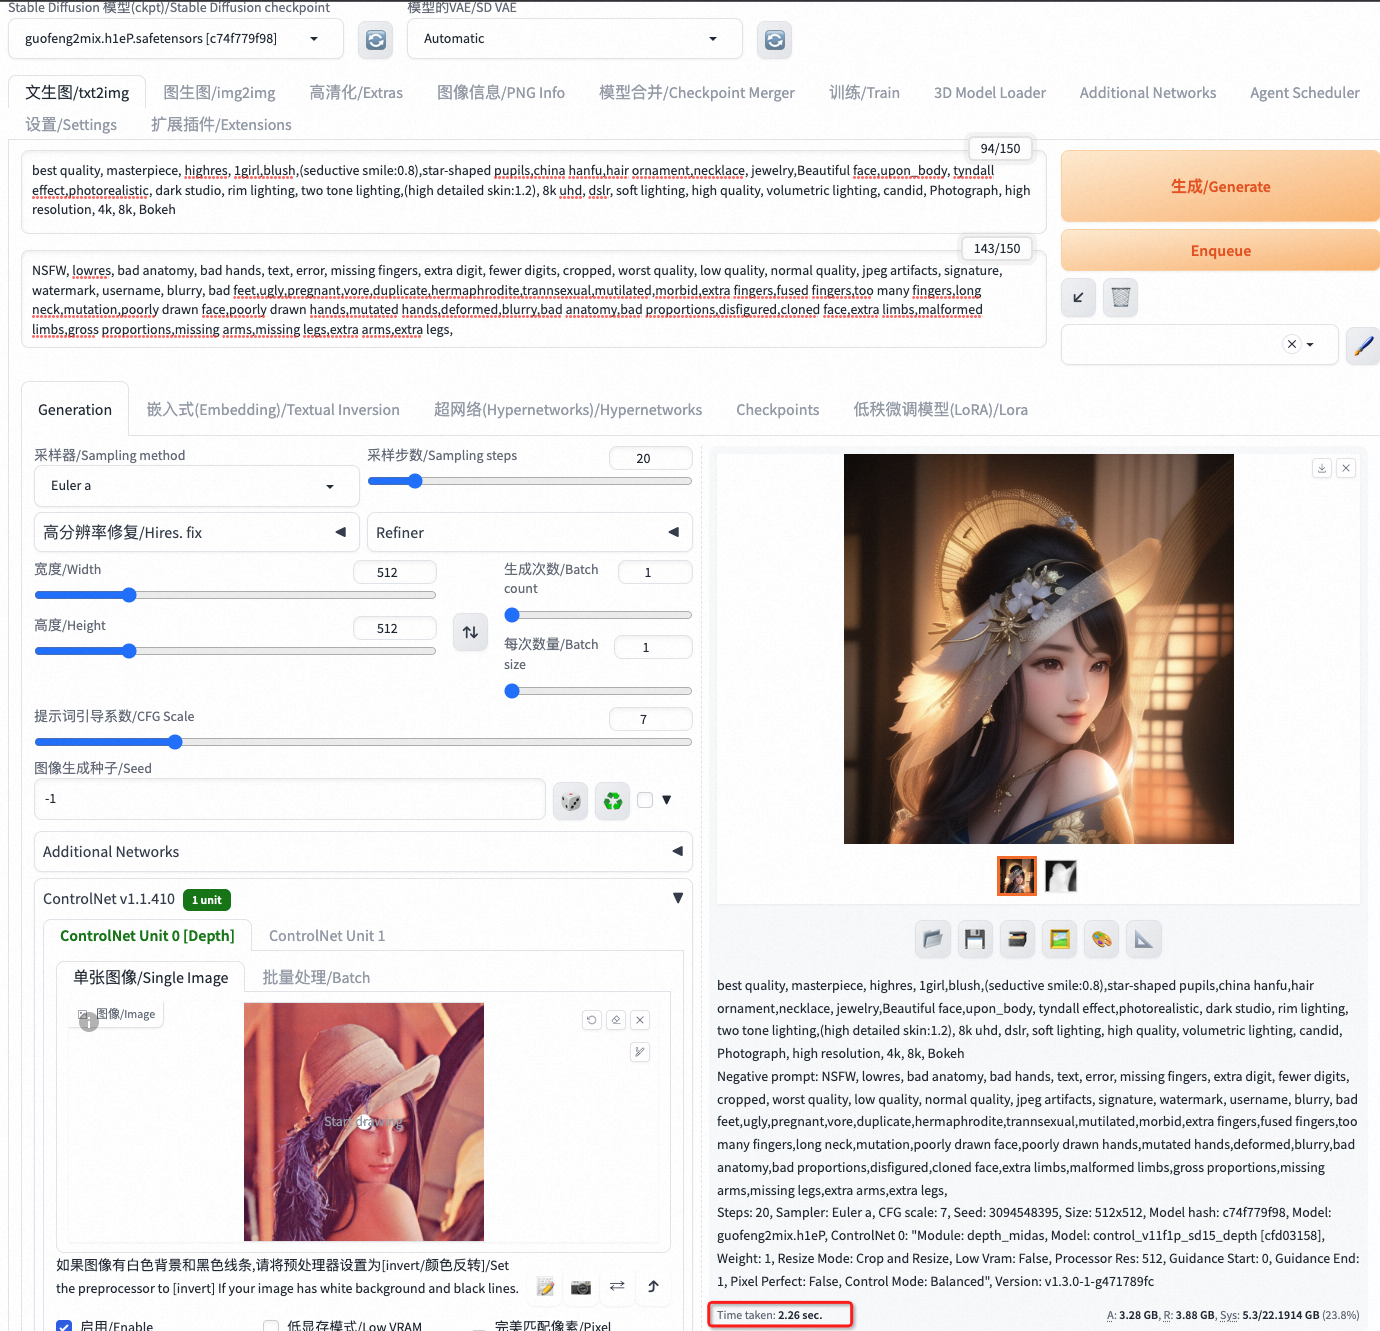 Stable Diffusion 模型(ckpt)/Stable Diffusion checkpoint
模型的VAE/SD VAE
guofeng2mix.h1eP.safetensors [c74f779f98]
Automatic
文生图/txt2img
图生图/img2img
高清化/Extras
图像信息/PNG Info
模型合并/Checkpoint Merger
训练/Train
3D Model Loader
Additional Networks
Agent Scheduler
设置/Settings
扩展插件/Extensions
94/150
best quality, masterpiece, highres, 1girl,blush,(seductive smile:0.8),star-shaped pupils,china hanfu,hair ornament,necklace, jewelry,Beautiful face,upon_body, tyndall
effect,photorealistic, dark studio, rim lighting, two tone lighting,(high detailed skin:1.2), 8k uhd, dslr, soft lighting, high quality, volumetric lighting, candid, Photograph, high
resolution, 4k, 8k, Bokeh
生成/Generate
143/150
NSFW, lowres, bad anatomy, bad hands, text, error, missing fingers, extra digit, fewer digits, cropped, worst quality, low quality, normal quality, jpeg artifacts, signature,
watermark, username, blurry, bad feet,ugly,pregnant,vore,duplicate,hermaphrodite,trannsexual,mutilated,morbid,extra fingers,fused fingers,too many fingers,long
neck,mutation,poorly drawn face,poorly drawn hands,mutated hands,deformed,blurry,bad anatomy,bad proportions,disfigured,cloned face,extra limbs,malformed
limbs,gross proportions,missing arms,missing legs,extra arms,extra legs,
Enqueue
Generation
嵌入式(Embedding)/Textual Inversion
超网络(Hypernetworks)/Hypernetworks
Checkpoints
低秩微调模型(LoRA)/Lora
采样器/Sampling method
Euler a
采样步数/Sampling steps
20
高分辨率修复/Hires. fix
Refiner
宽度/Width
512
生成次数/Batch
count
1
高度/Height
512
每次数量/Batch
size
1
提示词引导系数/CFG Scale
7
图像生成种子/Seed
-1
Additional Networks
ControlNet v1.1.410
1 unit
ControlNet Unit 0 [Depth]
ControlNet Unit 1
单张图像/Single Image
批量处理/Batch
图像/Image
Start drawing
如果图像有白色背景和黑色线条,请将预处理器设置为[invert/颜色反转]/Set
the preprocessor to [invert] If your image has white background and black lines.
启用/Enable
低显存模式/Low VRAM
完美匹配像素/Pixel
best quality, masterpiece, highres, 1girl,blush,(seductive smile:0.8),star-shaped pupils,china hanfu,hair
ornament,necklace, jewelry,Beautiful face,upon_body, tyndall effect,photorealistic, dark studio, rim lighting,
two tone lighting,(high detailed skin:1.2), 8k uhd, dslr, soft lighting, high quality, volumetric lighting, candid,
Photograph, high resolution, 4k, 8k, Bokeh
Negative prompt: NSFW, lowres, bad anatomy, bad hands, text, error, missing fingers, extra digit, fewer digits,
cropped, worst quality, low quality, normal quality, jpeg artifacts, signature, watermark, username, blurry, bad
feet,ugly,pregnant,vore,duplicate,hermaphrodite,trannsexual,mutilated,morbid,extra fingers,fused fingers,too
many fingers,long neck,mutation,poorly drawn face,poorly drawn hands,mutated hands,deformed,blurry,bad
anatomy,bad proportions,disfigured,cloned face,extra limbs,malformed limbs,gross proportions,missing
arms,missing legs,extra arms,extra legs,
Steps: 20, Sampler: Euler a, CFG scale: 7, Seed: 3094548395, Size: 512x512, Model hash: c74f779f98, Model:
guofeng2mix.h1eP, ControlNet 0: "Module: depth_midas, Model: control_v11f1p_sd15_depth [cfd03158],
Weight: 1, Resize Mode: Crop and Resize, Low Vram: False, Processor Res: 512, Guidance Start: 0, Guidance End:
1, Pixel Perfect: False, Control Mode: Balanced", Version: v1.3.0-1-g471789fc
Time taken: 2.26 sec.
A: 3.28 GB, R: 3.88 GB, Sys: 5.3/22.1914 GB (23.8%)